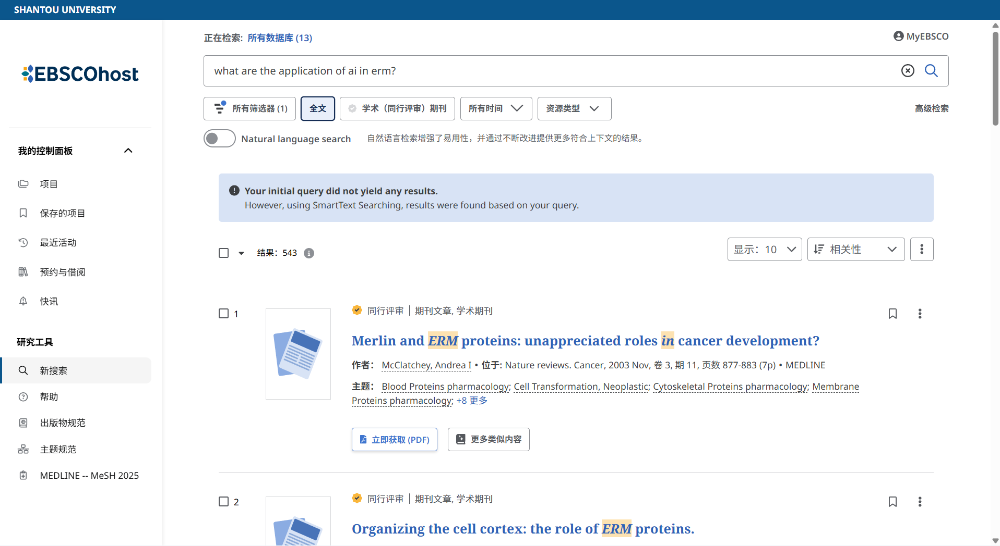 SHANTOU UNIVERSITY
EBSCOhost
我的控制面板
项目
保存的项目
最近活动
预约与借阅
快讯
研究工具
新搜索
帮助
出版物规范
主题规范
MEDLINE -- MeSH 2025
正在检索: 所有数据库 (13)
MyEBSCO
what are the application of ai in erm?
所有筛选器 (1)
全文
学术（同行评审）期刊
所有时间
资源类型
高级检索
Natural language search
自然语言检索增强了易用性，并通过不断改进提供更多符合上下文的结果。
Your initial query did not yield any results.
However, using SmartText Searching, results were found based on your query.
结果：543
显示：10
相关性
1
同行评审 | 期刊文章, 学术期刊
Merlin and ERM proteins: unappreciated roles in cancer development?
作者： McClatchey, Andrea I • 位于: Nature reviews. Cancer, 2003 Nov, 卷 3, 期 11, 页数 877-883 (7p) • MEDLINE
主题： Blood Proteins pharmacology; Cell Transformation, Neoplastic; Cytoskeletal Proteins pharmacology; Membrane
Proteins pharmacology; +8 更多
立即获取 (PDF)
更多类似内容
2
同行评审 | 期刊文章, 学术期刊
Organizing the cell cortex: the role of ERM proteins.